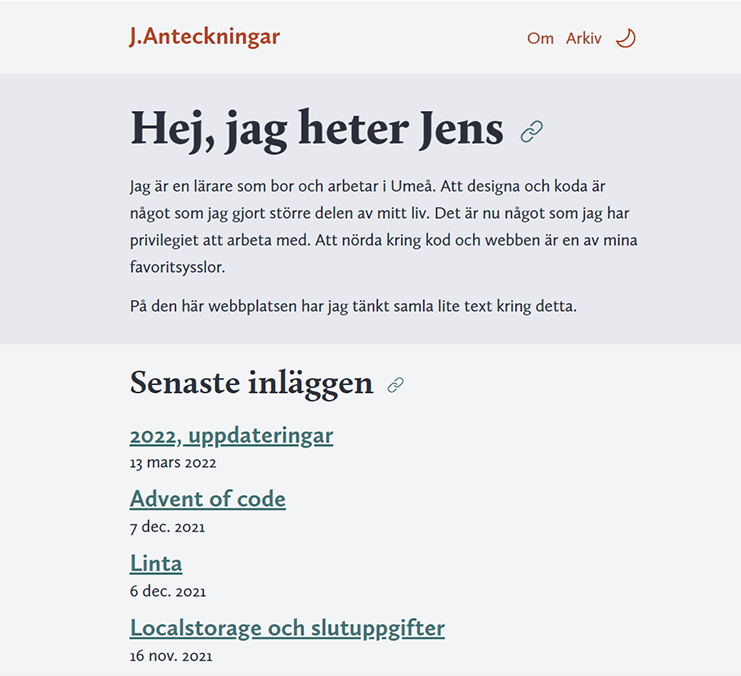 J.Anteckningar
Om Arkiv
Hej, jag heter Jens
Jag är en lärare som bor och arbetar i Umeå. Att designa och koda är
något som jag gjort större delen av mitt liv. Det är nu något som jag har
privilegiet att arbeta med. Att nörda kring kod och webben är en av mina
favoritsysslor.
På den här webbplatsen har jag tänkt samla lite text kring detta.
Senaste inläggen
2022, uppdateringar
13 mars 2022
Advent of code
7 dec. 2021
Linta
6 dec. 2021
Localstorage och slutuppgifter
16 nov. 2021